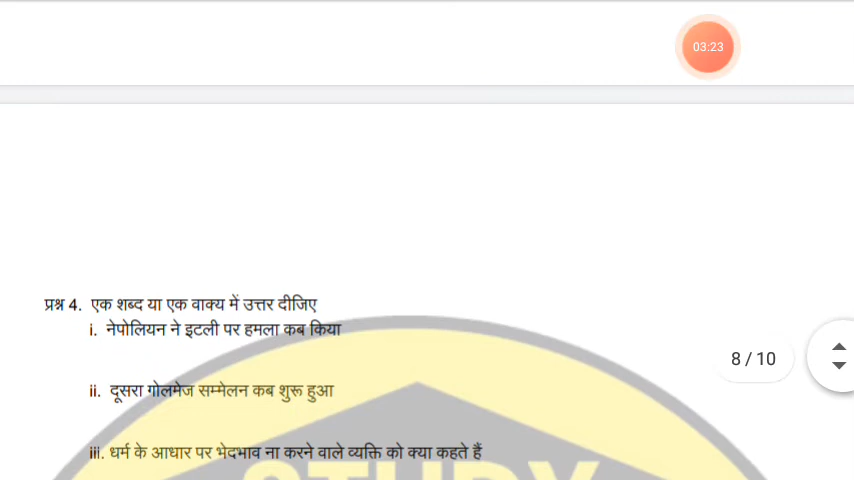 03:23
प्रश्न 4. एक शब्द या एक वाक्य में उत्तर दीजिए
i. नेपोलियन ने इटली पर हमला कब किया
8 / 10
ii. दूसरा गोलमेज सम्मेलन कब शुरू हुआ
iii. धर्म के आधार पर भेदभाव ना करने वाले व्यक्ति को क्या कहते हैं
STUDY